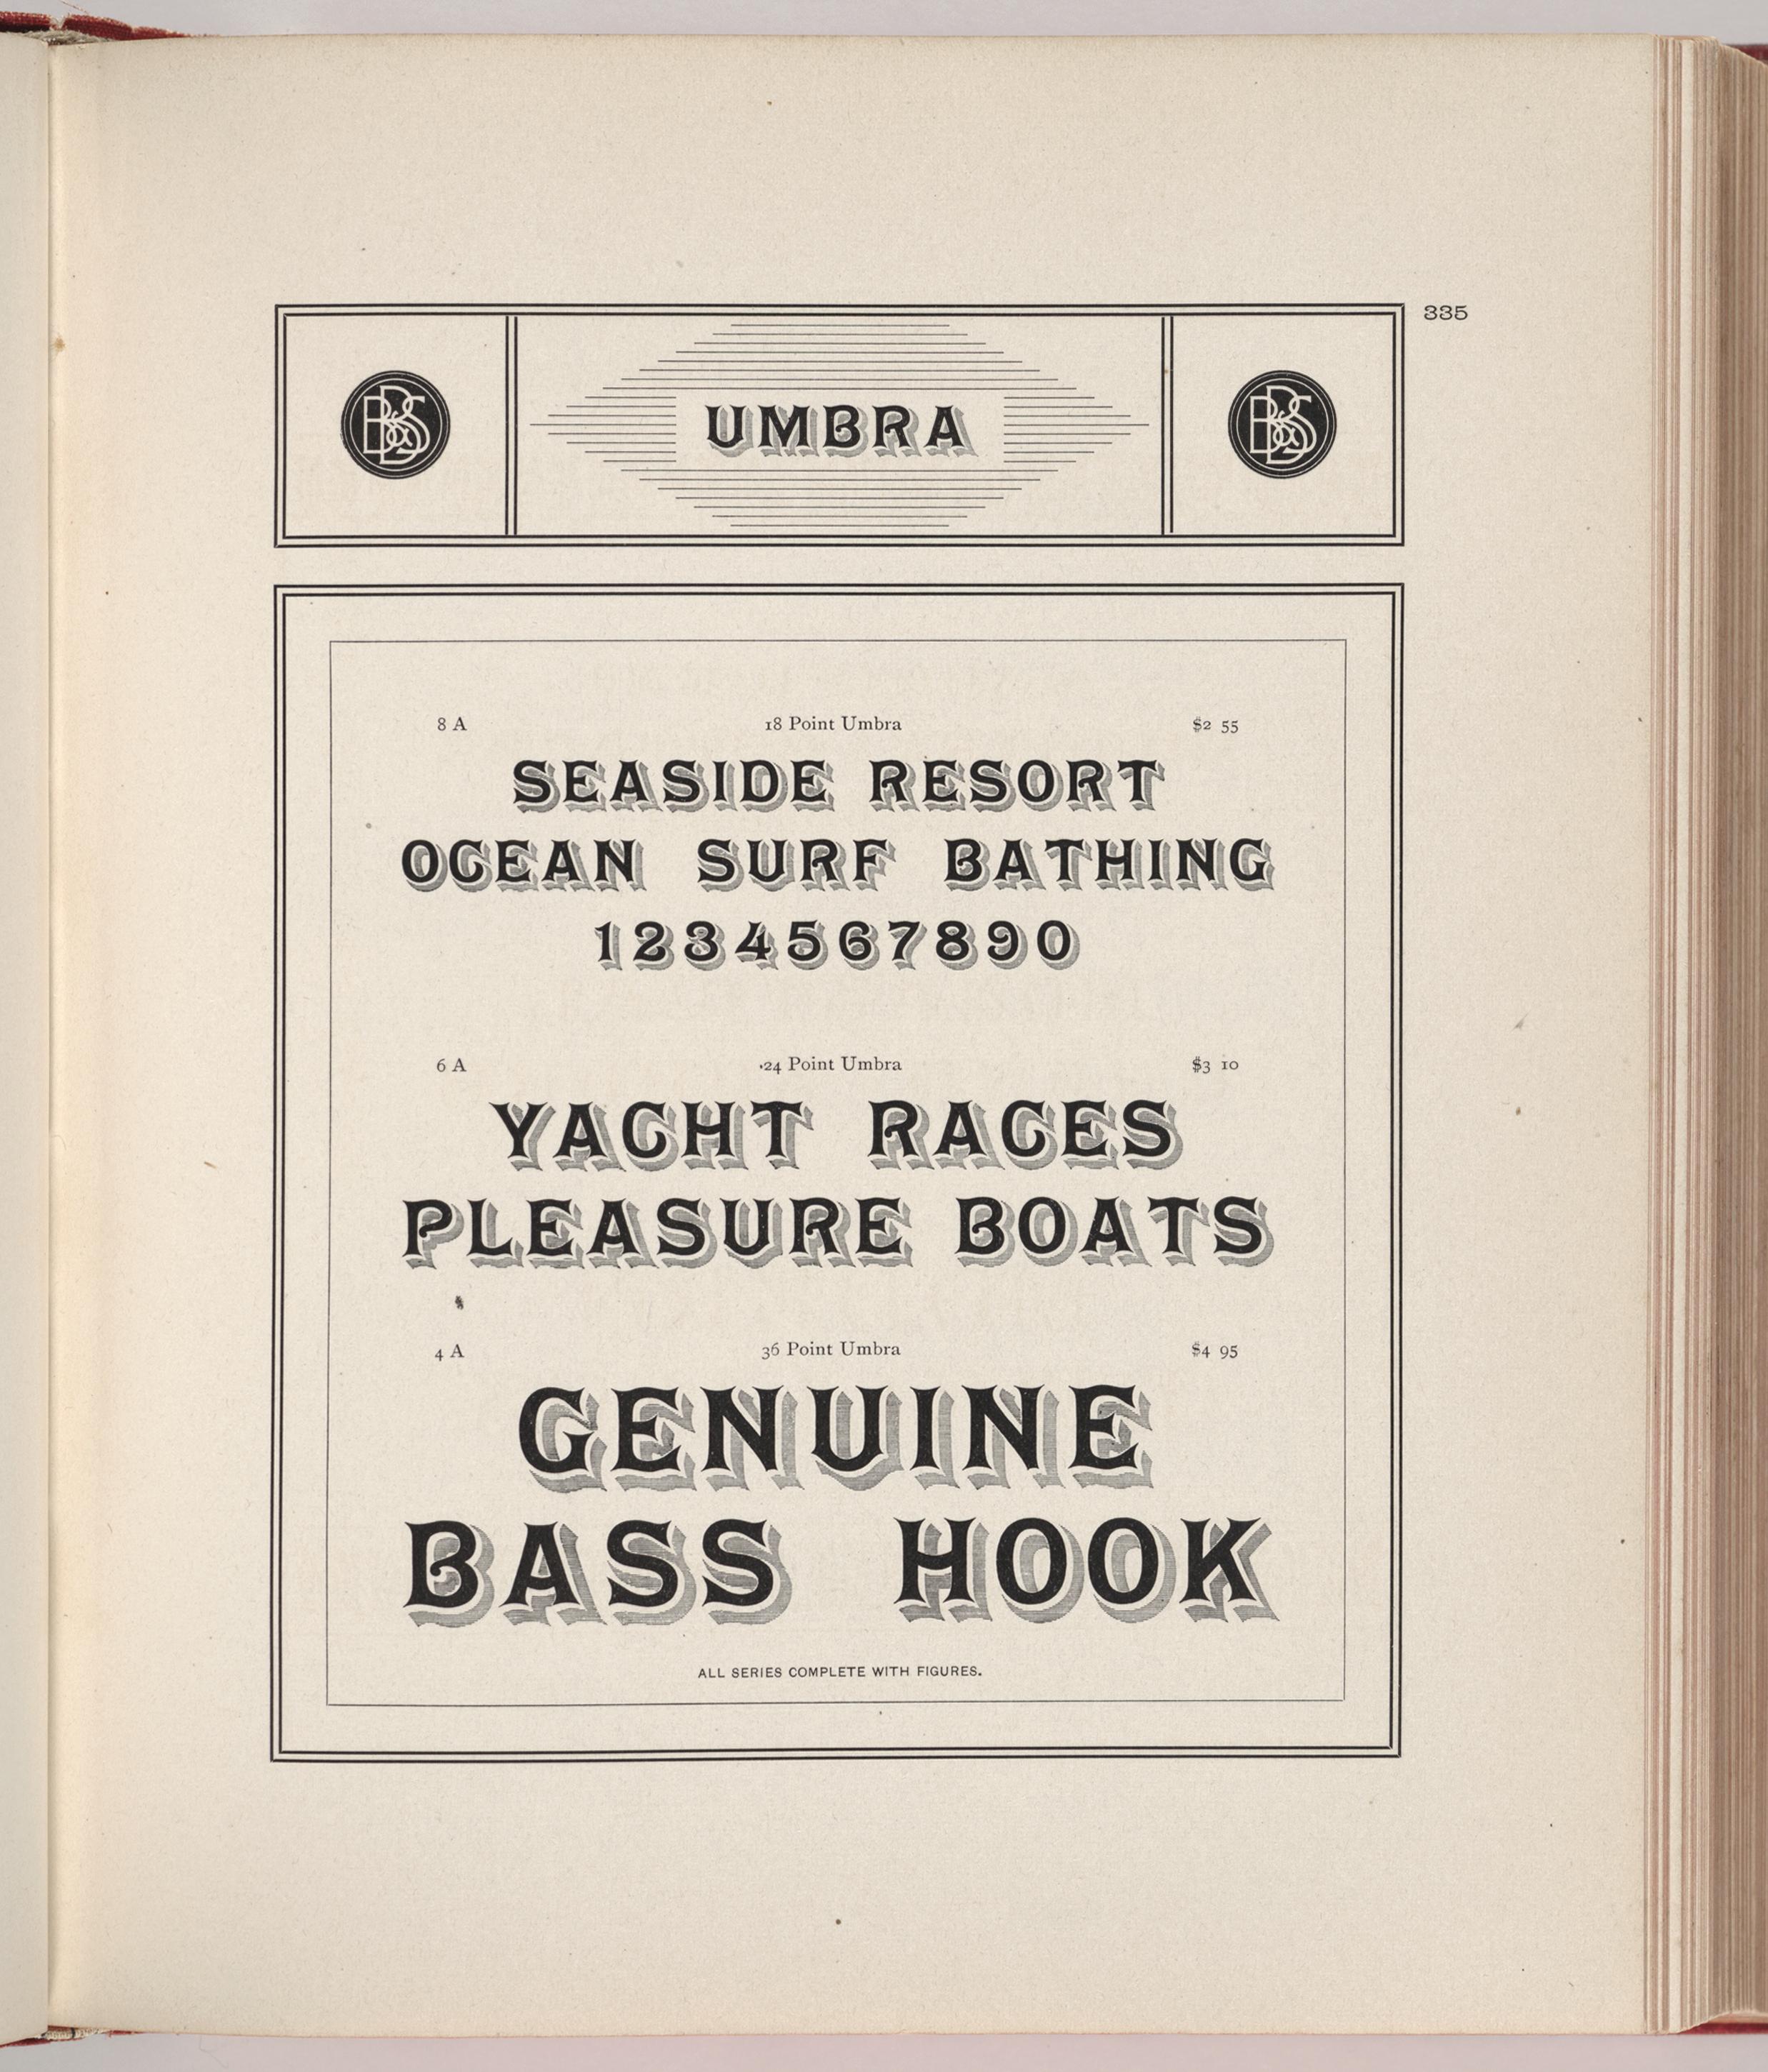 335
BB&S UMBRA BB&S
8 A 18 Point Umbra $2 55
SEASIDE RESORT
OCEAN SURF BATHING
1234567890
6 A 24 Point Umbra $3 10
YACHT RACES
PLEASURE BOATS
4 A 36 Point Umbra $4 95
GENUINE
BASS HOOK
ALL SERIES COMPLETE WITH FIGURES.